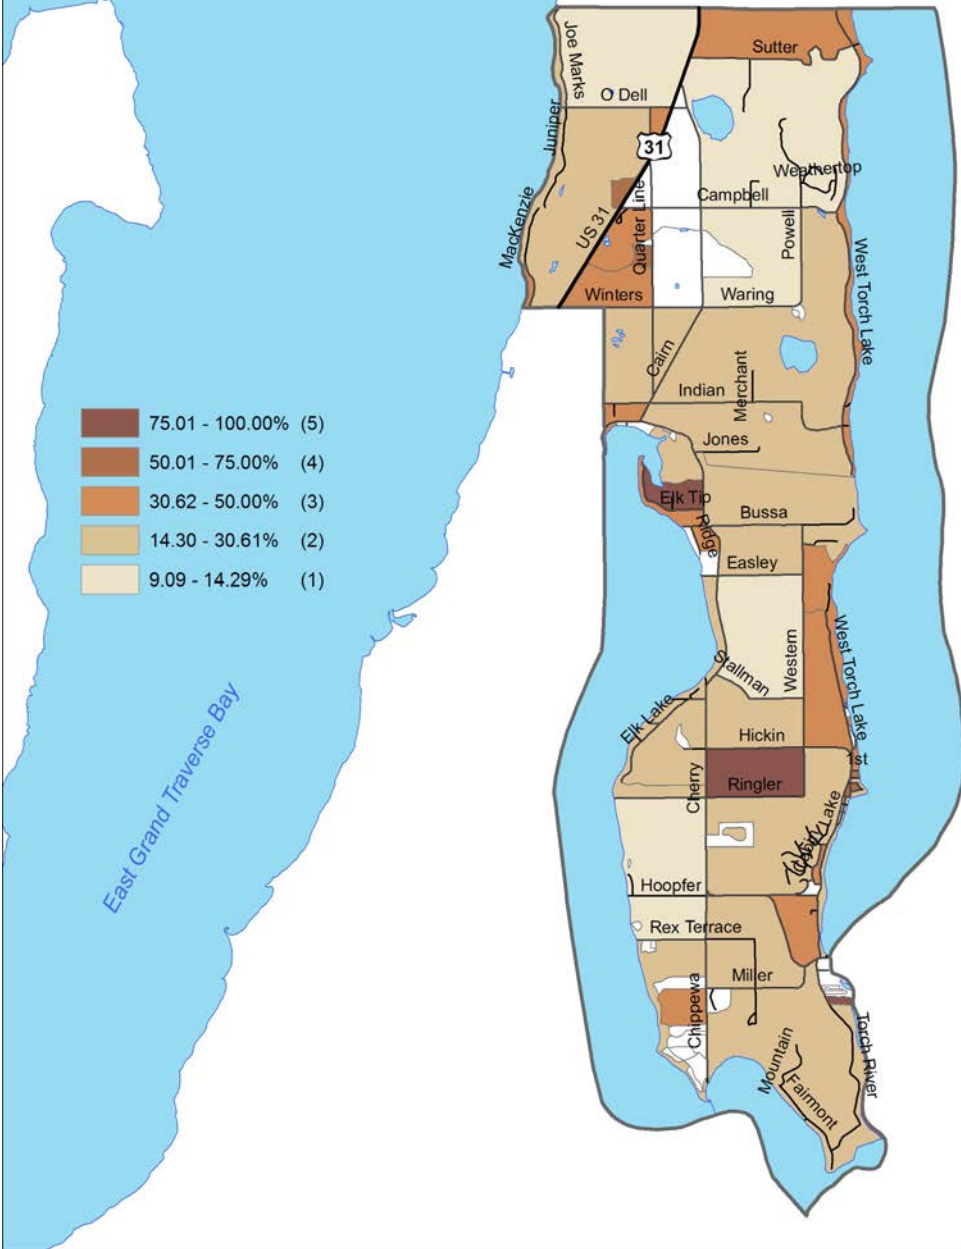 Sutter
Joe Marks
O Dell
Juniper
31
Weathertop
Campbell
MacKenzie
Quarter Line
US 31
Powell
West Torch Lake
Winters
Waring
Cairn
Merchant
Indian
75.01 - 100.00% (5)
Jones
50.01 - 75.00% (4)
30.62 - 50.00% (3)
Elk Tip
Bussa
14.30 - 30.61% (2)
Ridge
Easley
9.09 - 14.29% (1)
Western
West Torch Lake
Stallman
East Grand Traverse Bay
Elk Lake
Hickin
1st
Cherry
Ringler
Lake
Hoopfer
Rex Terrace
Miller
Chippewa
Torch River
Mountain
Fairmont